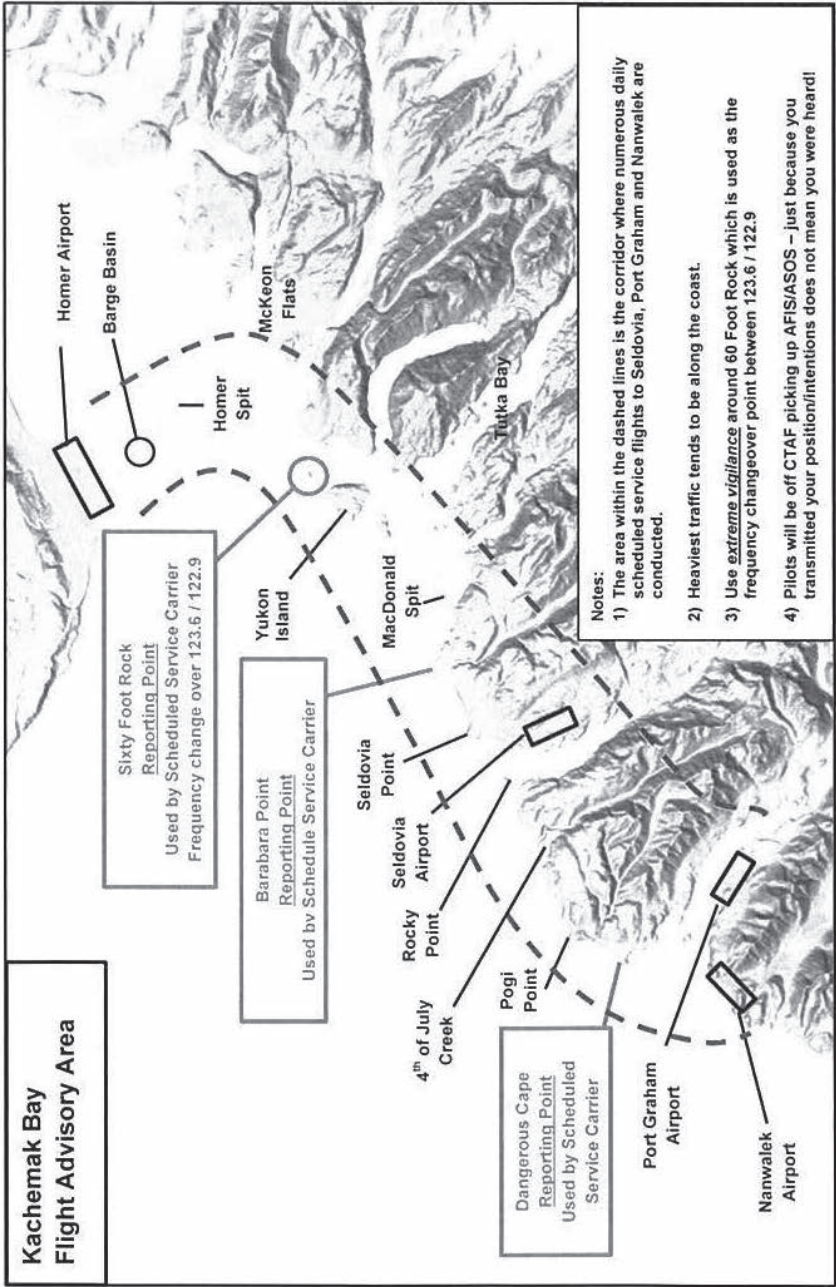 Kachemak Bay
Flight Advisory Area
Homer Airport
Barge Basin
Homer
Spit
McKeon
Flats
Sixty Foot Rock
Reporting Point
Used by Scheduled Service Carrier
Frequency change over 123.6 / 122.9
Yukon
Island
Tutka Bay
MacDonald
Spit
Barabara Point
Reporting Point
Used by Schedule Service Carrier
Seldovia
Point
Seldovia
Airport
Rocky
Point
4th of July
Creek
Pogi
Point
Dangerous Cape
Reporting Point
Used by Scheduled
Service Carrier
Port Graham
Airport
Nanwalek
Airport
Notes:
1) The area within the dashed lines is the corridor where numerous daily
scheduled service flights to Seldovia, Port Graham and Nanwalek are
conducted.
2) Heaviest traffic tends to be along the coast.
3) Use extreme vigilance around 60 Foot Rock which is used as the
frequency changeover point between 123.6 / 122.9
4) Pilots will be off CTAF picking up AFIS/ASOS – just because you
transmitted your position/intentions does not mean you were heard!